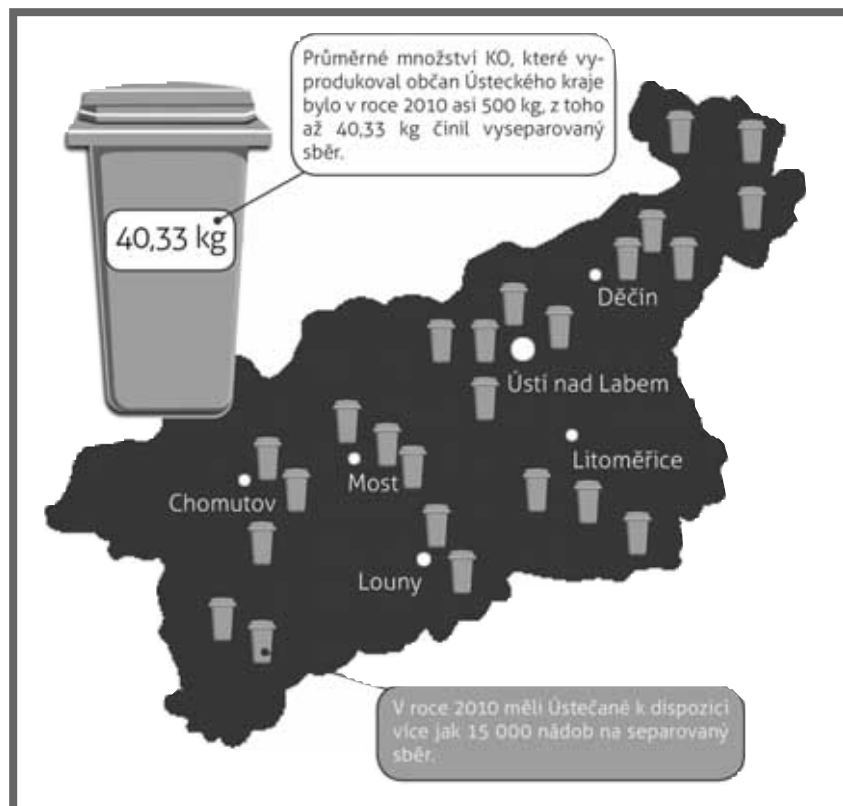 Průměrné množství KO, které vy-
produkoval občan Ústeckého kraje
bylo v roce 2010 asi 500 kg, z toho
až 40,33 kg činil vyseparovaný
sběr.
40,33 kg
Děčín
Ústí nad Labem
Litoměřice
Most
Chomutov
Louny
V roce 2010 měli Ústečané k dispozici
více jak 15 000 nádob na separovaný
sběr.